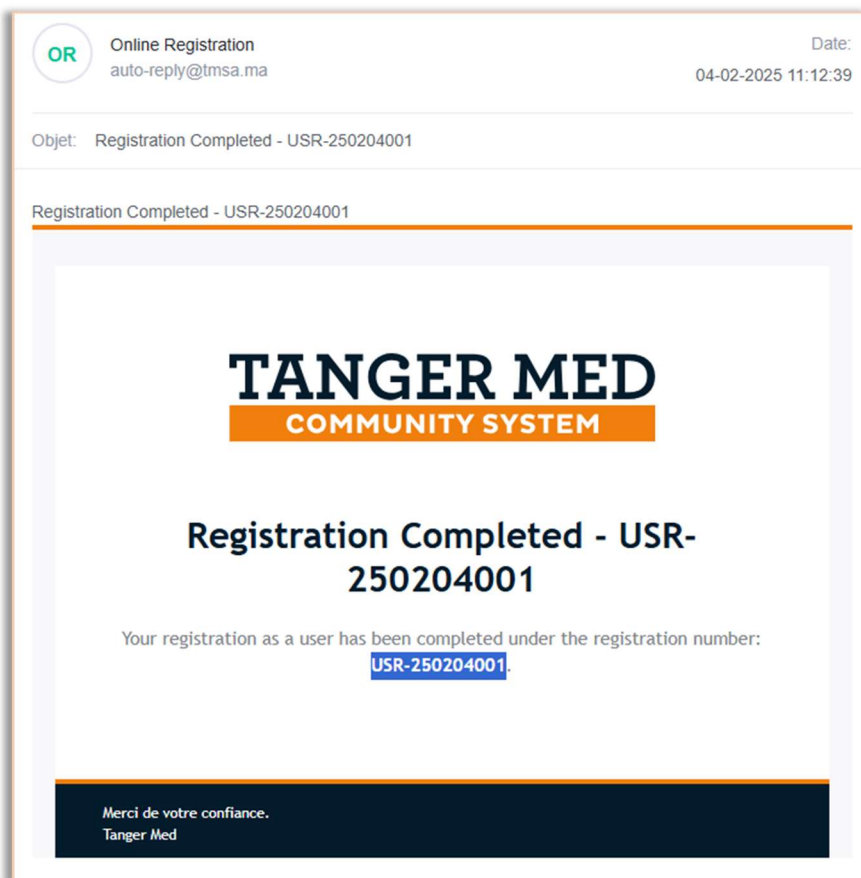 OR
Online Registration
auto-reply@tmsa.ma
Date:
04-02-2025 11:12:39
Objet: Registration Completed - USR-250204001
Registration Completed - USR-250204001
TANGER MED
COMMUNITY SYSTEM
Registration Completed - USR-
250204001
Your registration as a user has been completed under the registration number:
USR-250204001.
Merci de votre confiance.
Tanger Med